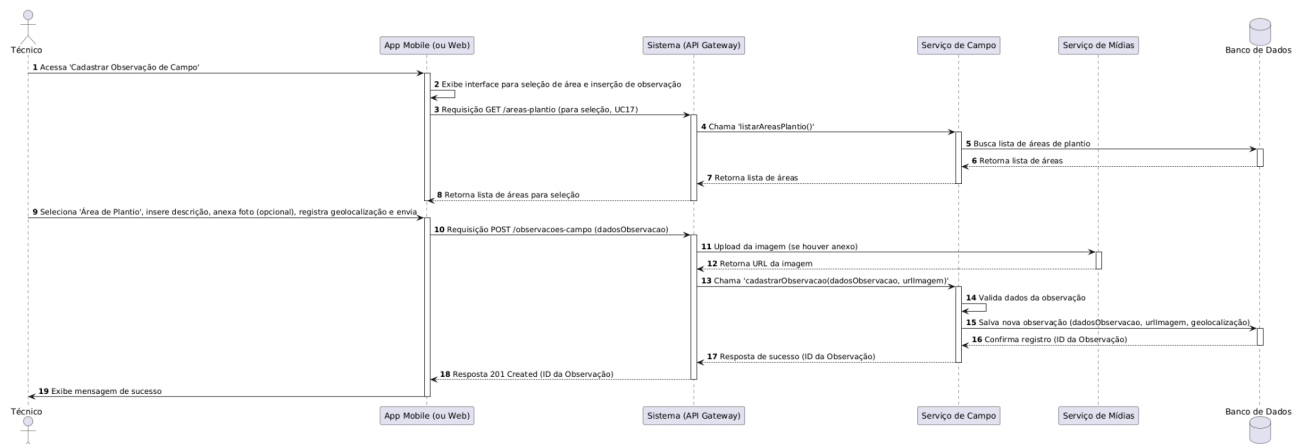 Técnico
App Mobile (ou Web)
Sistema (API Gateway)
Serviço de Campo
Serviço de Mídias
Banco de Dados
1 Acessa 'Cadastrar Observação de Campo'
2 Exibe interface para seleção de área e inserção de observação
3 Requisição GET /areas-plantio (para seleção, UC17)
4 Chama 'listarAreasPlantio()'
5 Busca lista de áreas de plantio
6 Retorna lista de áreas
7 Retorna lista de áreas
8 Retorna lista de áreas para seleção
9 Seleciona 'Área de Plantio', insere descrição, anexa foto (opcional), registra geolocalização e envia
10 Requisição POST /observacoes-campo (dadosObservacao)
11 Upload da imagem (se houver anexo)
12 Retorna URL da imagem
13 Chama 'cadastrarObservacao(dadosObservacao, urlImagem)'
14 Valida dados da observação
15 Salva nova observação (dadosObservacao, urlImagem, geolocalização)
16 Confirma registro (ID da Observação)
17 Resposta de sucesso (ID da Observação)
18 Resposta 201 Created (ID da Observação)
19 Exibe mensagem de sucesso
Técnico
App Mobile (ou Web)
Sistema (API Gateway)
Serviço de Campo
Serviço de Mídias
Banco de Dados